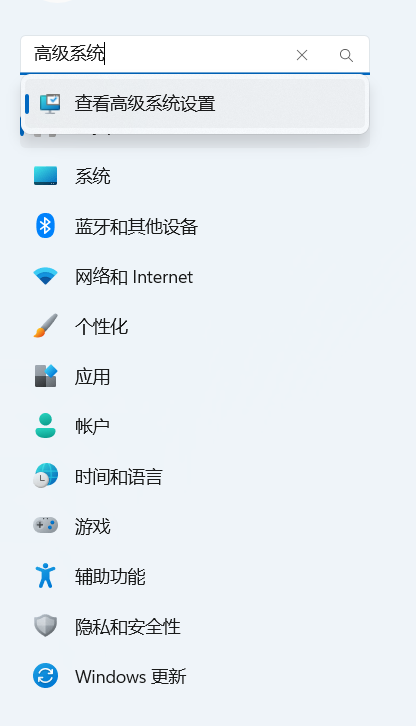 高级系统
查看高级系统设置
系统
蓝牙和其他设备
网络和 Internet
个性化
应用
帐户
时间和语言
游戏
辅助功能
隐私和安全性
Windows 更新